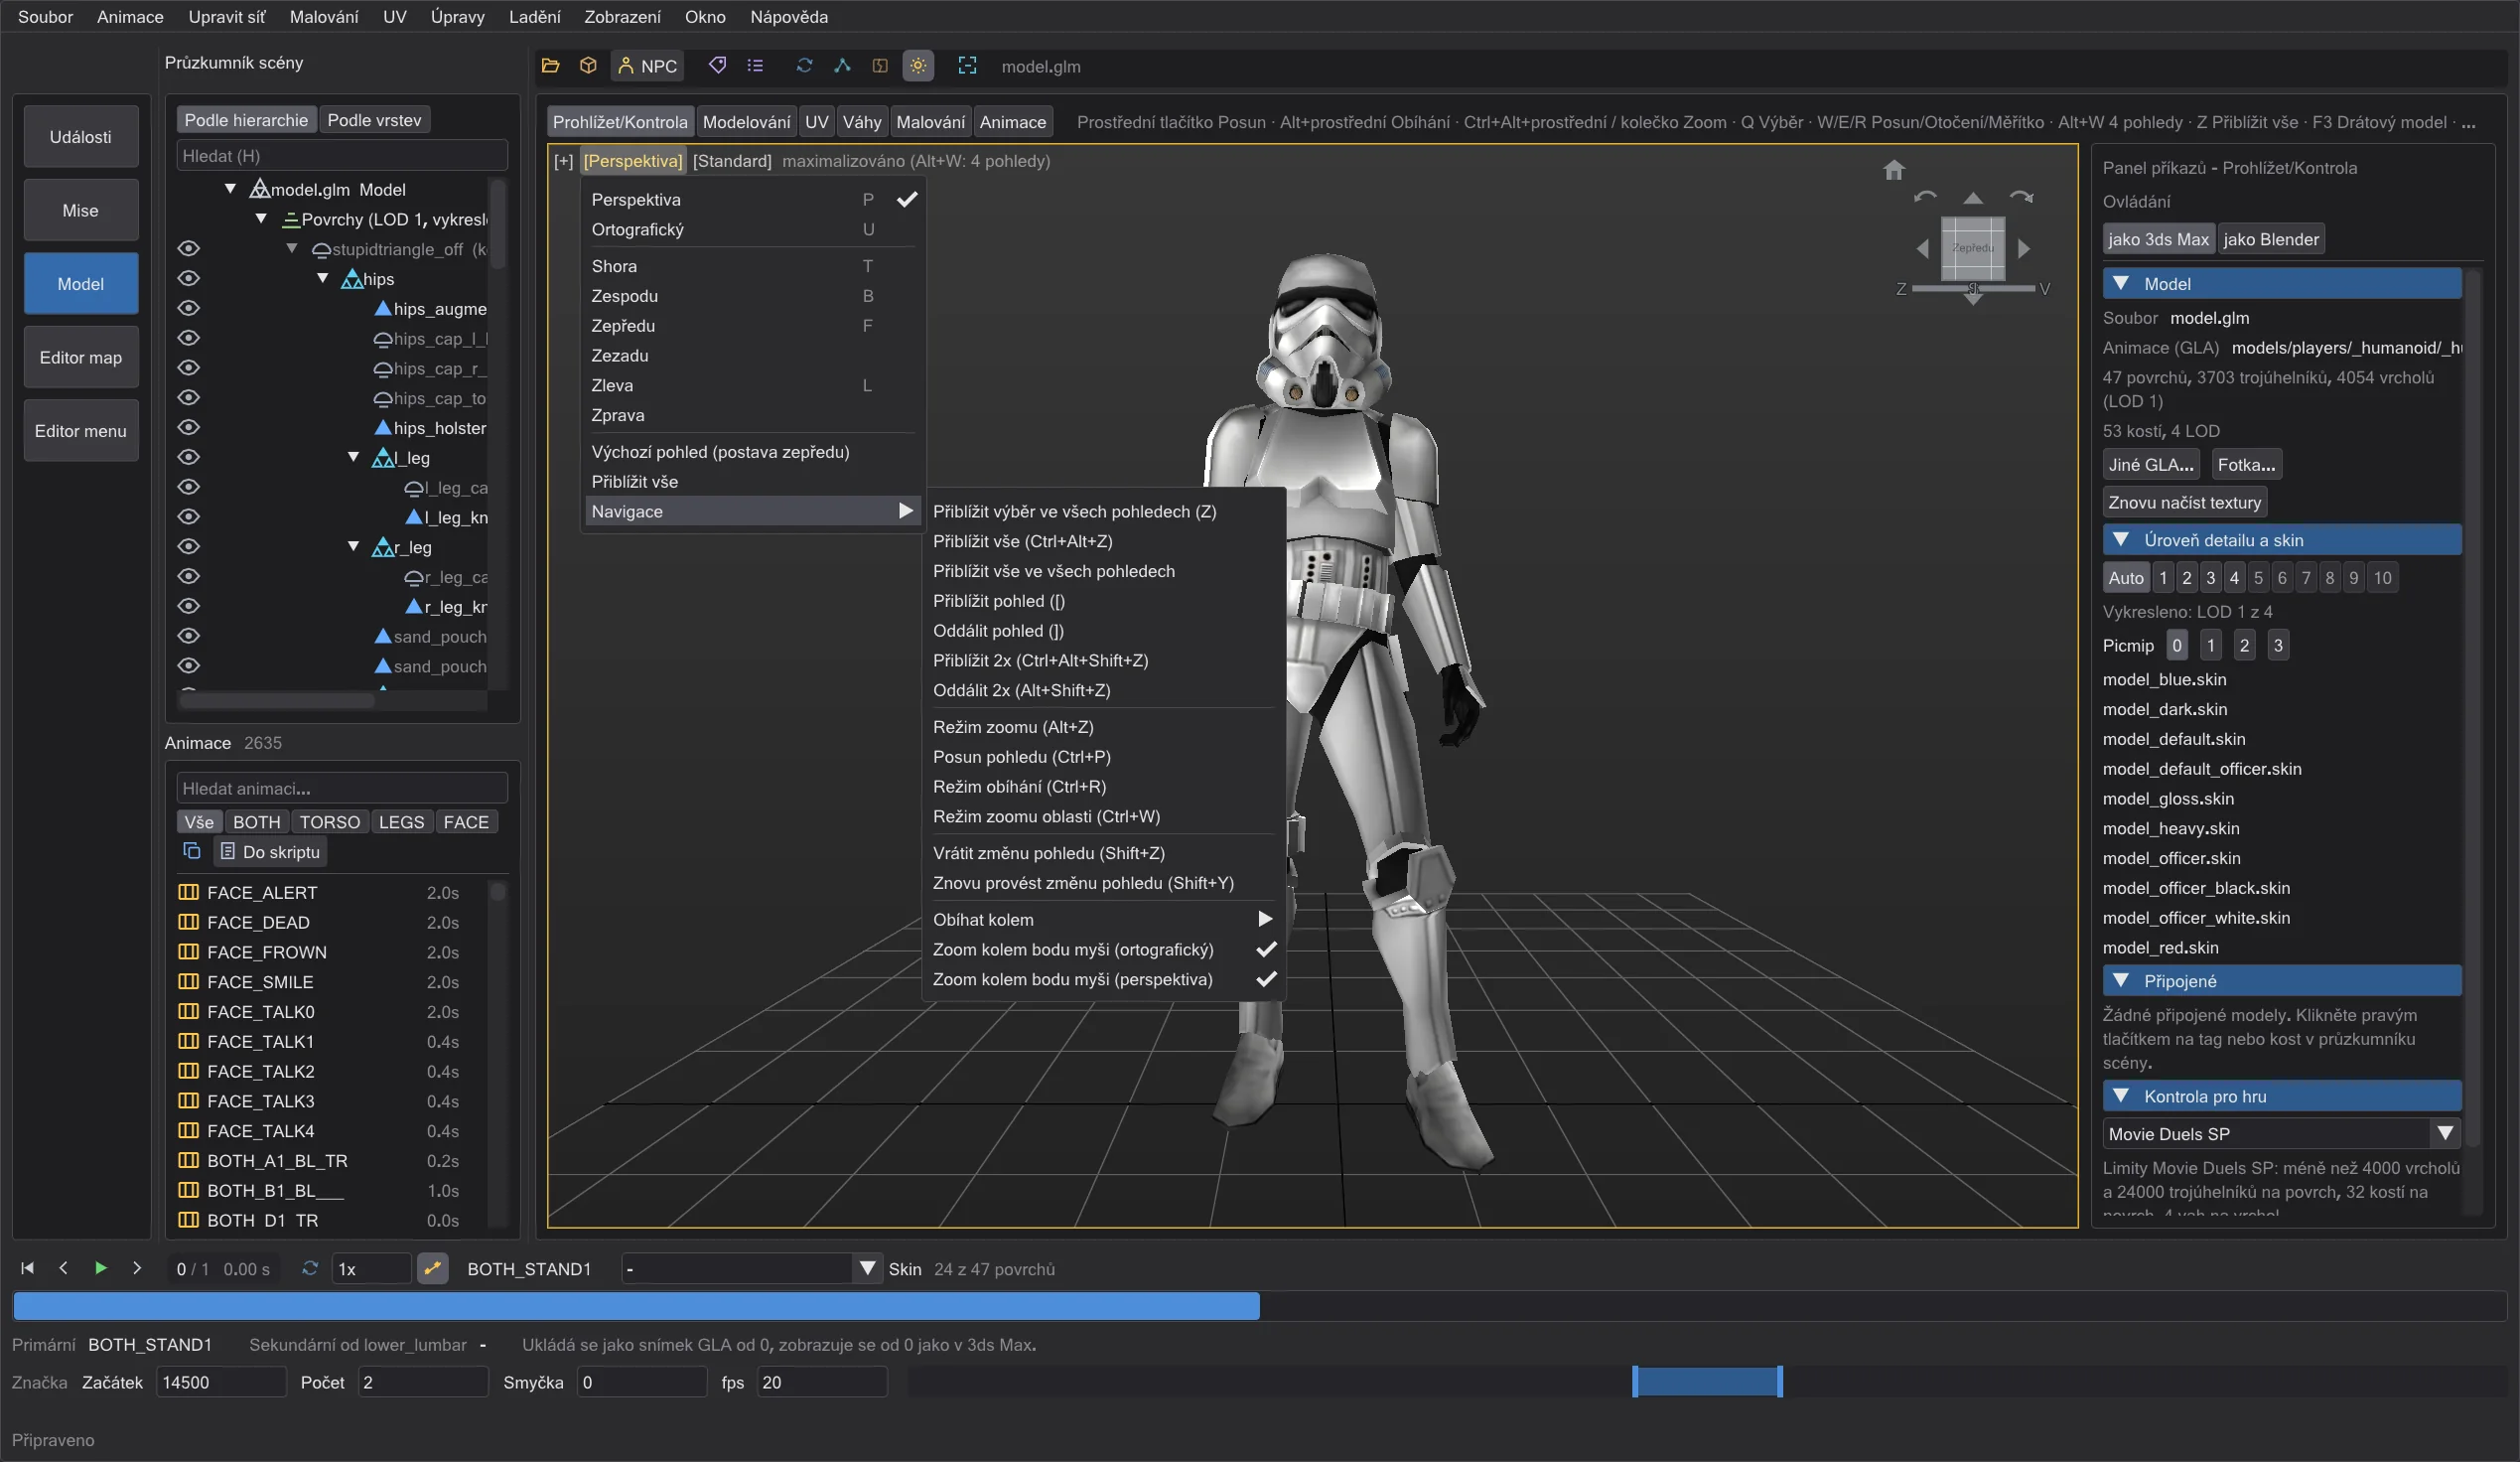 Soubor Animace Upravit síť Malování UV Úpravy Ladění Zobrazení Okno Nápověda
Průzkumník scény
NPC model.glm
Události
Mise
Model
Editor map
Editor menu
Podle hierarchie Podle vrstev
Hledat (H)
model.glm Model
Povrchy (LOD 1, vykresl
stupidtriangle_off (k
hips
hips_augme
hips_cap_l_l
hips_cap_r_
hips_cap_to
hips_holster
l_leg
l_leg_ca
l_leg_kn
r_leg
r_leg_ca
r_leg_kr
sand_pouch
sand_pouch
Animace 2635
Hledat animaci...
Vše BOTH TORSO LEGS FACE
Do skriptu
FACE_ALERT 2.0s
FACE_DEAD 2.0s
FACE_FROWN 2.0s
FACE_SMILE 2.0s
FACE_TALK0 2.0s
FACE_TALK1 0.4s
FACE_TALK2 0.4s
FACE_TALK3 0.4s
FACE_TALK4 0.4s
BOTH_A1_BL_TR 0.2s
BOTH_B1_BL___ 1.0s
BOTH_D1_TR 0.0s
Prohlížet/Kontrola Modelování UV Váhy Malování Animace Prostřední tlačítko Posun · Alt+prostřední Obíhání · Ctrl+Alt+prostřední / kolečko Zoom · Q Výběr · W/E/R Posun/Otočení/Měřítko · Alt+W 4 pohledy · Z Přiblížit vše · F3 Drátový model · ...
[+] [Perspektiva] [Standard] maximalizováno (Alt+W: 4 pohledy)
Perspektiva P
Ortografický U
Shora T
Zespodu B
Zepředu F
Zezadu
Zleva L
Zprava
Výchozí pohled (postava zepředu)
Přiblížit vše
Navigace
Přiblížit výběr ve všech pohledech (Z)
Přiblížit vše (Ctrl+Alt+Z)
Přiblížit vše ve všech pohledech
Přiblížit pohled ([)
Oddálit pohled (])
Přiblížit 2x (Ctrl+Alt+Shift+Z)
Oddálit 2x (Alt+Shift+Z)
Režim zoomu (Alt+Z)
Posun pohledu (Ctrl+P)
Režim obíhání (Ctrl+R)
Režim zoomu oblasti (Ctrl+W)
Vrátit změnu pohledu (Shift+Z)
Znovu provést změnu pohledu (Shift+Y)
Obíhat kolem
Zoom kolem bodu myši (ortografický)
Zoom kolem bodu myši (perspektiva)
Zepředu
Z V
Panel příkazů - Prohlížet/Kontrola
Ovládání
jako 3ds Max jako Blender
Model
Soubor model.glm
Animace (GLA) models/players/_humanoid/_h
47 povrchů, 3703 trojúhelníků, 4054 vrcholů
(LOD 1)
53 kostí, 4 LOD
Jiné GLA... Fotka...
Znovu načíst textury
Úroveň detailu a skin
Auto 1 2 3 4 5 6 7 8 9 10
Vykresleno: LOD 1 z 4
Picmip 0 1 2 3
model_blue.skin
model_dark.skin
model_default.skin
model_default_officer.skin
model_gloss.skin
model_heavy.skin
model_officer.skin
model_officer_black.skin
model_officer_white.skin
model_red.skin
Připojené
Žádné připojené modely. Klikněte pravým
tlačítkem na tag nebo kost v průzkumníku
scény.
Kontrola pro hru
Movie Duels SP
Limity Movie Duels SP: méně než 4000 vrcholů
a 24000 trojúhelníků na povrch, 32 kostí na
povrch, 4 vah na vrchol
0 / 1 0.00 s 1x BOTH_STAND1 - Skin 24 z 47 povrchů
Primární BOTH_STAND1 Sekundární od lower_lumbar - Ukládá se jako snímek GLA od 0, zobrazuje se od 0 jako v 3ds Max.
Značka Začátek 14500 Počet 2 Smyčka 0 fps 20
Připraveno